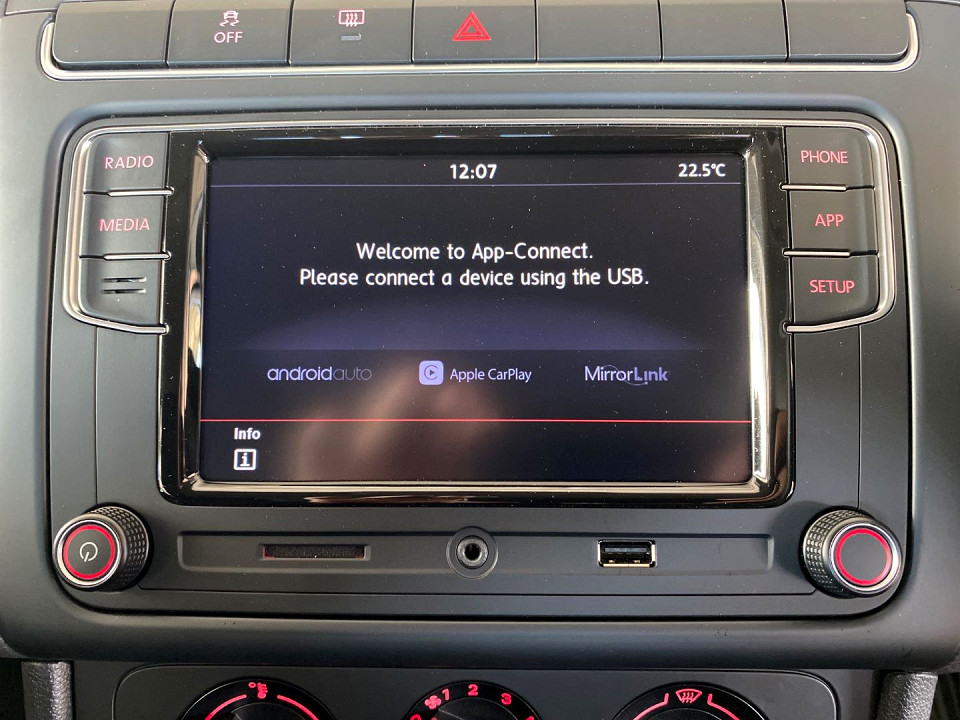 OFF
RADIO
MEDIA
PHONE
APP
SETUP
12:07 22.5°C
Welcome to App-Connect.
Please connect a device using the USB.
androidauto Apple CarPlay MirrorLink
Info
i
1 2 3